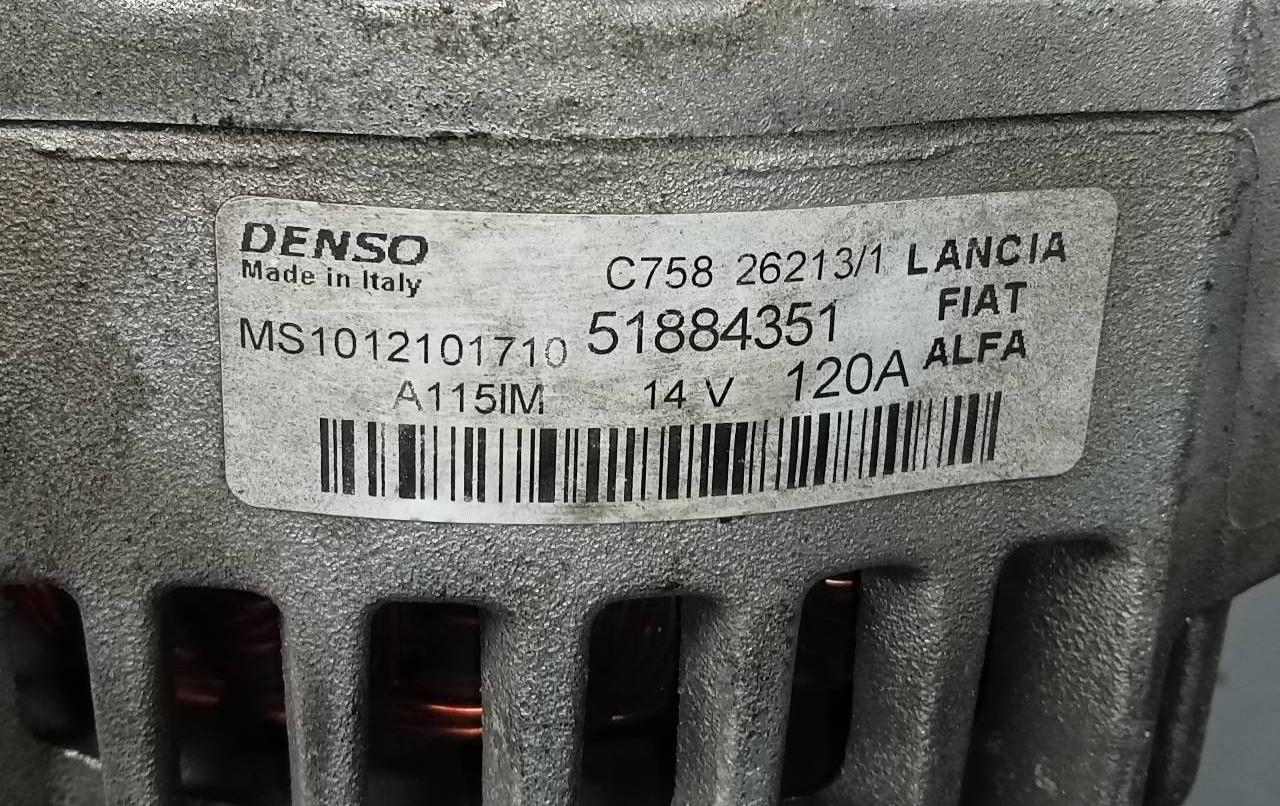 DENSO
Made in Italy
C758 26213/1 LANCIA
FIAT
MS1012101710 51884351
ALFA
A115IM 14 V 120A